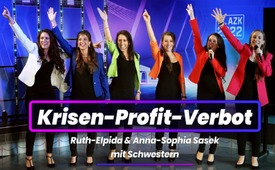 AZK
22
Krisen-Profit-Verbot
Ruth-Elpida & Anna-Sophia Sasek
mit Schwestern